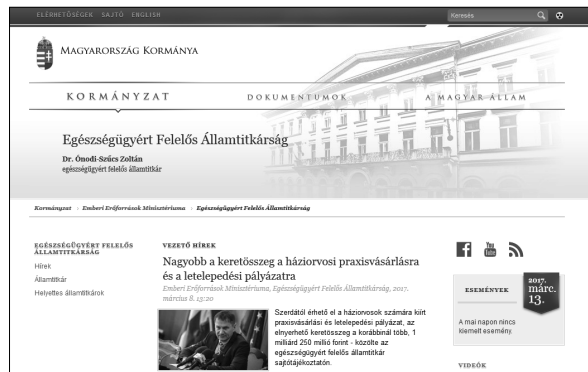 ELÉRHETŐSÉGEK SAJTÓ ENGLISH
Keresés
MAGYARORSZÁG KORMÁNYA
KORMÁNYZAT DOKUMENTUMOK A MAGYAR ÁLLAM
Egészségügyért Felelős Államtitkárság
Dr. Ónodi-Szűcs Zoltán
egészségügyért felelős államtitkár
Kormányzat › Emberi Erőforrások Minisztériuma › Egészségügyért Felelős Államtitkárság
EGÉSZSÉGÜGYÉRT FELELŐS
ÁLLAMTITKÁRSÁG
Hírek
Államtitkár
Helyettes államtitkárok
VEZETŐ HÍREK
Nagyobb a keretösszeg a háziorvosi praxisvásárlásra
és a letelepedési pályázatra
Emberi Erőforrások Minisztériuma, Egészségügyért Felelős Államtitkárság, 2017.
március 8. 13:20
Szerdától érhető el a háziorvosok számára kiírt
praxisvásárlási és letelepedési pályázat, az
elnyerhető keretösszeg a korábbinál több, 1
milliárd 250 millió forint - közölte az
egészségügyért felelős államtitkár
sajtótájékoztatón.
You
Tube
ESEMÉNYEK
2017.
márc.
13.
A mai napon nincs
kiemelt esemény.
VIDEÓK